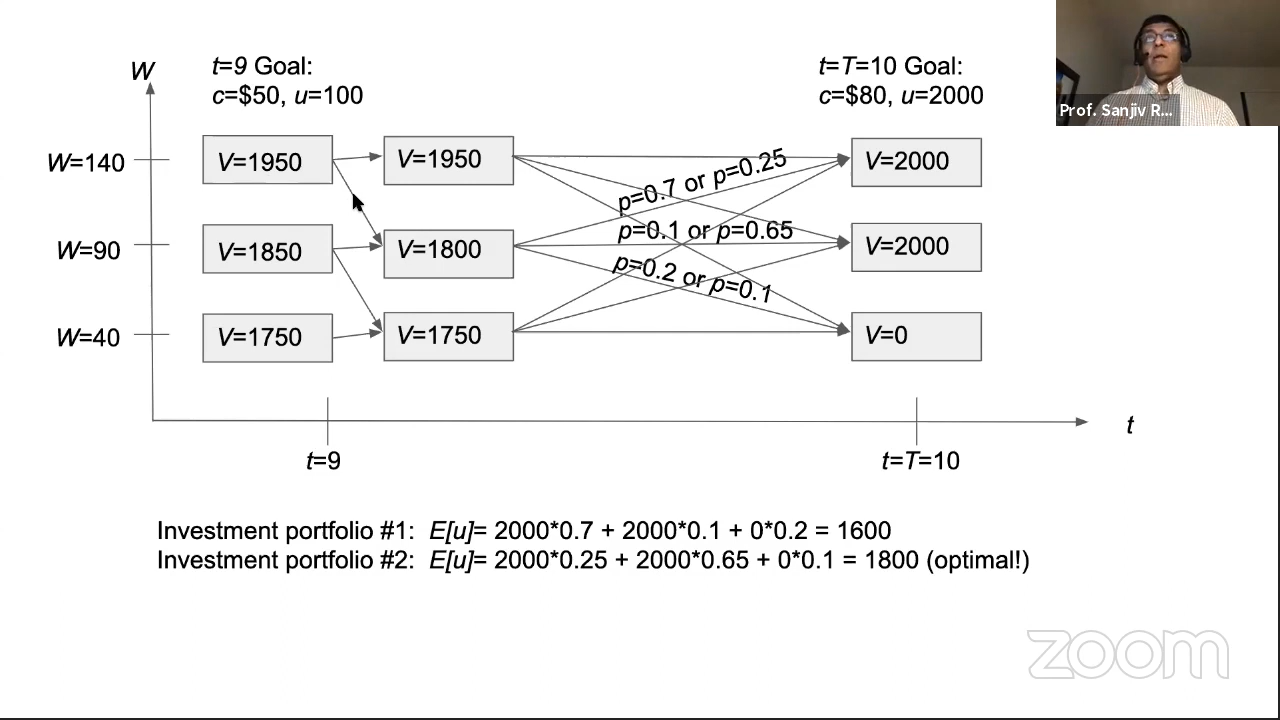 W
t=9 Goal:
c=$50, u=100
t=T=10 Goal:
c=$80, u=2000
Prof. Sanjiv R...
W=140
V=1950
V=1950
p=0.7 or p=0.25
V=2000
W=90
V=1850
V=1800
p=0.1 or p=0.65
V=2000
p=0.2 or p=0.1
W=40
V=1750
V=1750
V=0
t
t=9
t=T=10
Investment portfolio #1: E[u]= 2000*0.7 + 2000*0.1 + 0*0.2 = 1600
Investment portfolio #2: E[u]= 2000*0.25 + 2000*0.65 + 0*0.1 = 1800 (optimal!)
zoom